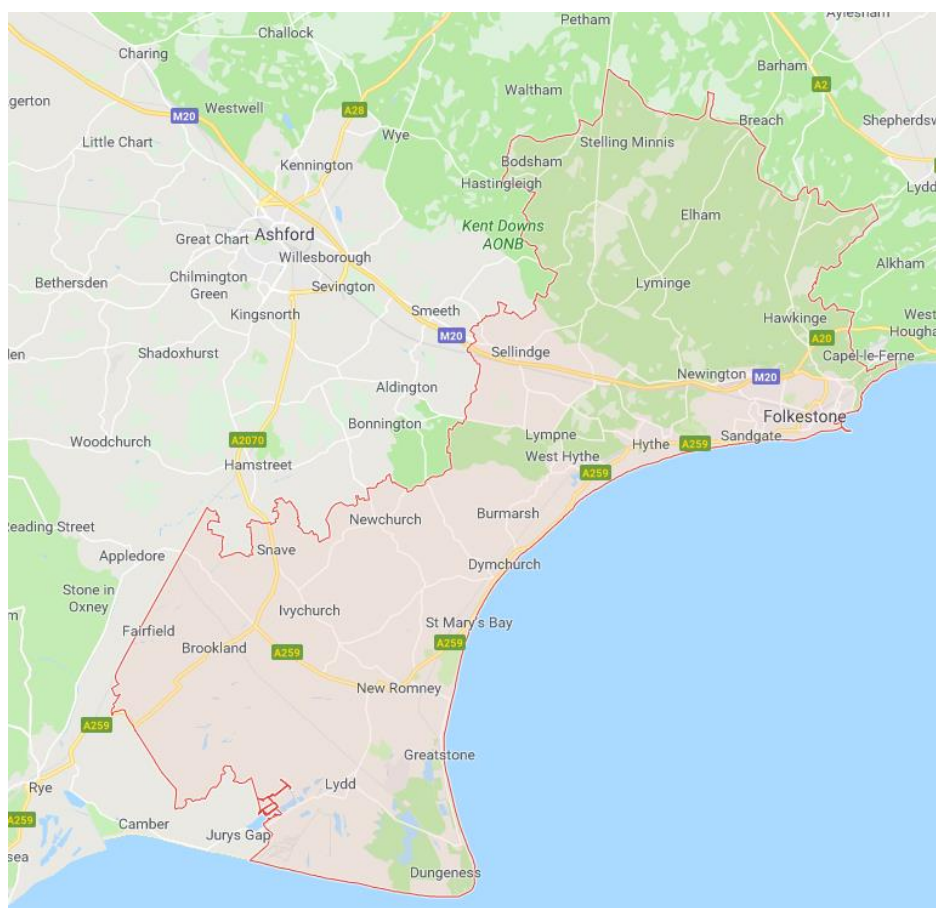 Petham
Aylesham
Challock
Charing
Barham
A2
gerton
Waltham
Westwell
A28
M20
Breach
Shepherdsw
Little Chart
Wye
Stelling Minnis
Kennington
Bodsham
Hastingleigh
Lydd
Elham
Kent Downs
AONB
Great Chart
Ashford
Willesborough
Alkham
Chilmington
Green
Bethersden
Sevington
Lyminge
Kingsnorth
Smeeth
Hawkinge
West
Hougha
M20
A20
den
Shadoxhurst
Sellindge
Capel-le-Ferne
Newington
M20
Aldington
Folkestone
Bonnington
Woodchurch
A2070
Lympne
Hythe
A259
Sandgate
West Hythe
Hamstreet
A259
Reading Street
Newchurch
Burmarsh
Appledore
Snave
Dymchurch
Stone in
Oxney
Ivychurch
m
Fairfield
St Mary's Bay
Brookland
A259
A259
New Romney
A259
Greatstone
Rye
Lydd
A259
Camber
Jurys Gap
sea
Dungeness